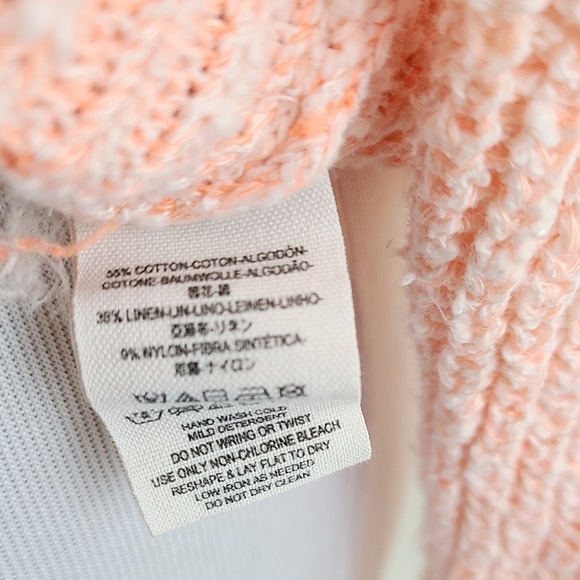 55% COTTON-COTON-ALGODÓN-
COTONE-BAUMWOLLE-ALGODÃO-
棉花-綿
36% LINEN-LIN-LINO-LEINEN-LINHO-
亞麻布-リネン
9% NYLON-FIBRA SINTÉTICA-
尼龍-ナイロン
HAND WASH COLD
MILD DETERGENT
DO NOT WRING OR TWIST
USE ONLY NON-CHLORINE BLEACH
RESHAPE & LAY FLAT TO DRY
LOW IRON AS NEEDED
DO NOT DRY CLEAN